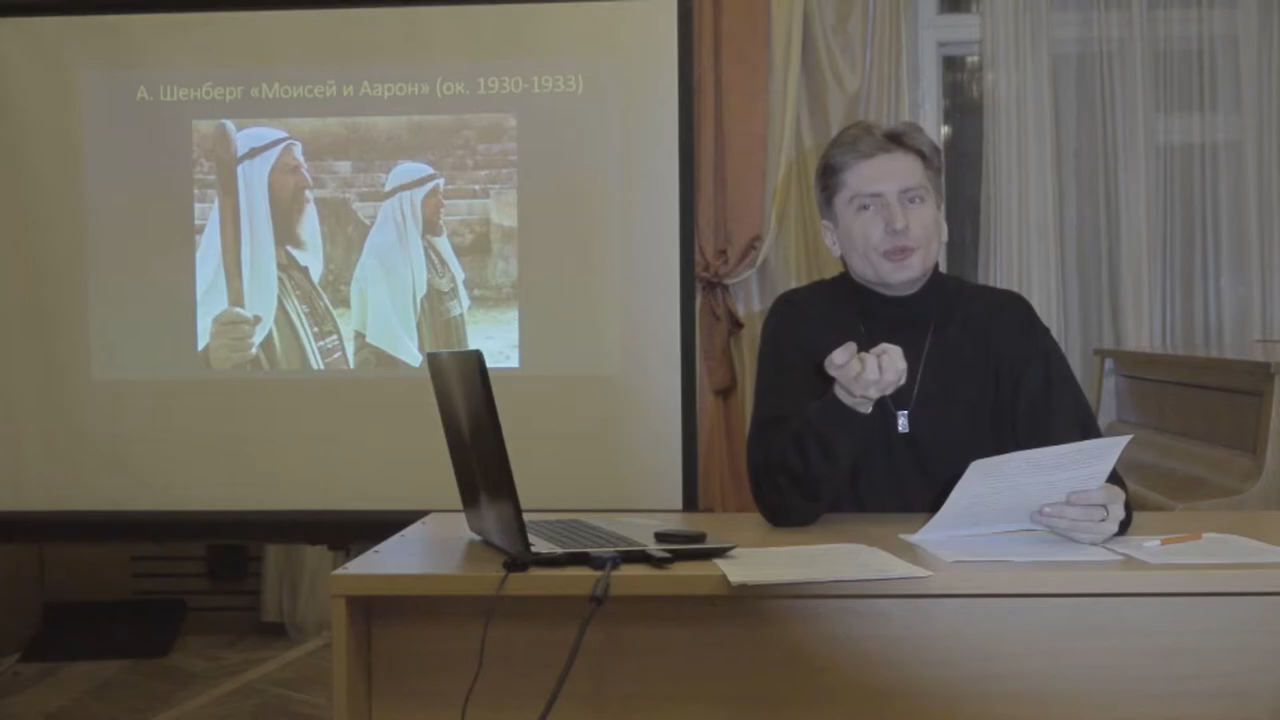 А. Шенберг «Моисей и Аарон» (ок. 1930-1933)